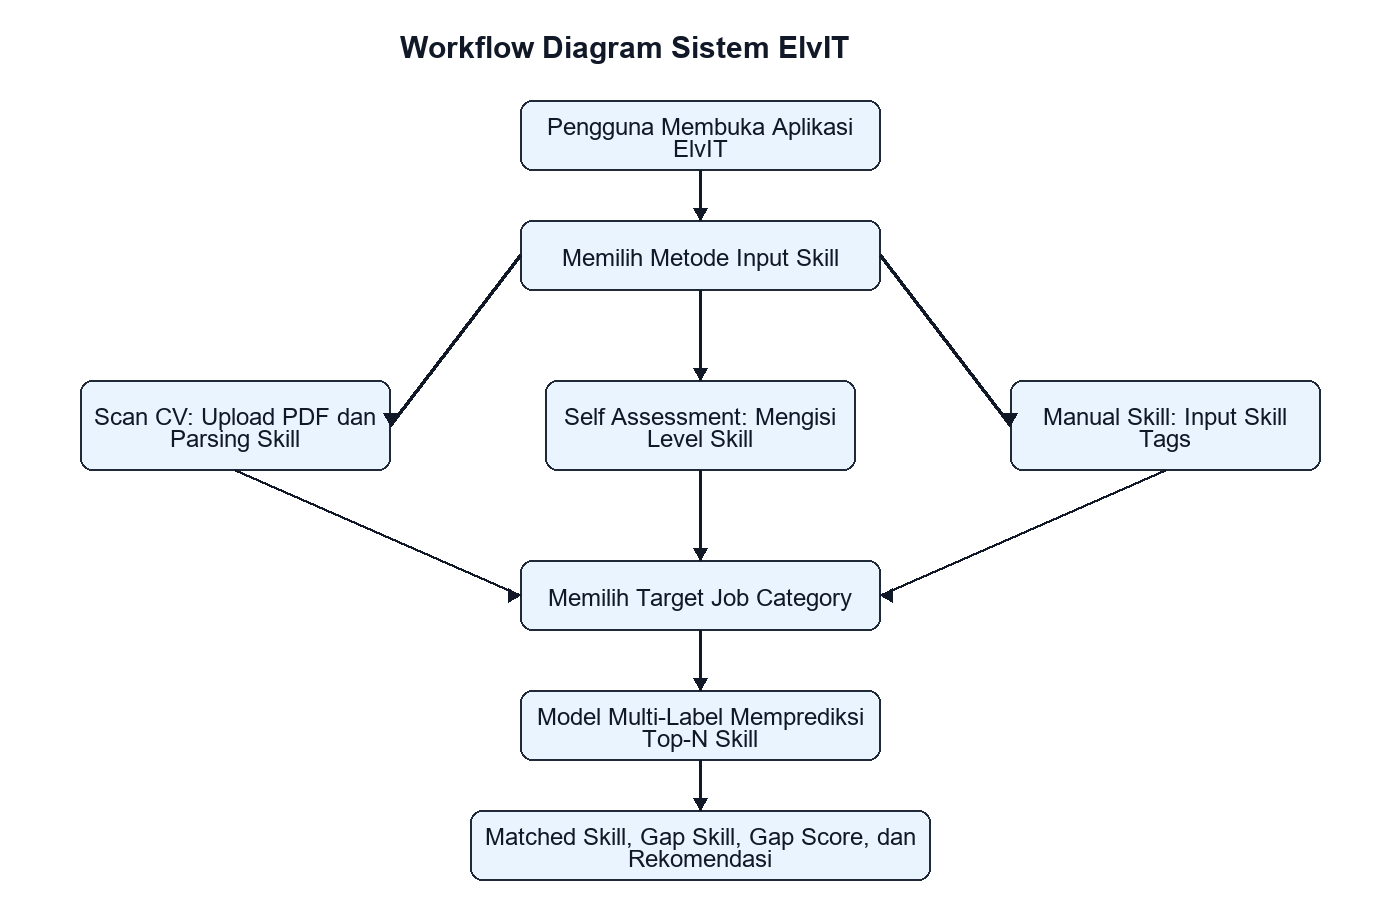 Workflow Diagram Sistem ElvIT
Pengguna Membuka Aplikasi
ElvIT
Memilih Metode Input Skill
Scan CV: Upload PDF dan
Parsing Skill
Self Assessment: Mengisi
Level Skill
Manual Skill: Input Skill
Tags
Memilih Target Job Category
Model Multi-Label Memprediksi
Top-N Skill
Matched Skill, Gap Skill, Gap Score, dan
Rekomendasi